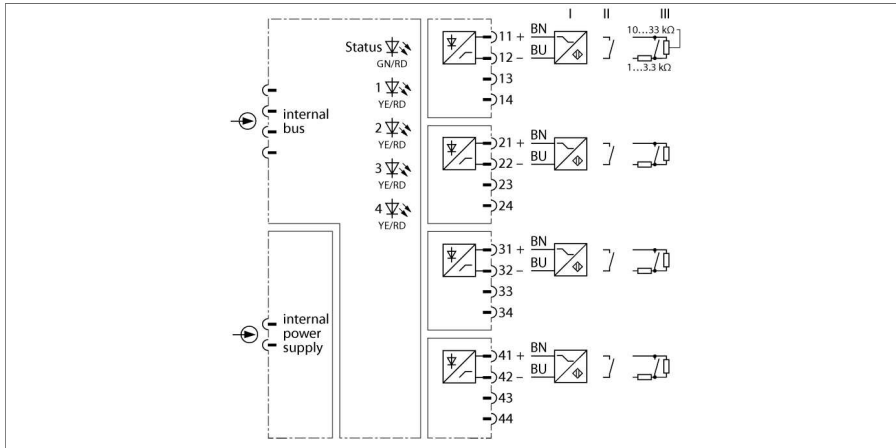 I II III
Status
GN/RD
1
YE/RD
2
YE/RD
3
YE/RD
4
YE/RD
internal
bus
internal
power
supply
11 + BN
12 – BU
13
14
10...33 kΩ
1...3.3 kΩ
21 + BN
22 – BU
23
24
31 + BN
32 – BU
33
34
41 + BN
42 – BU
43
44